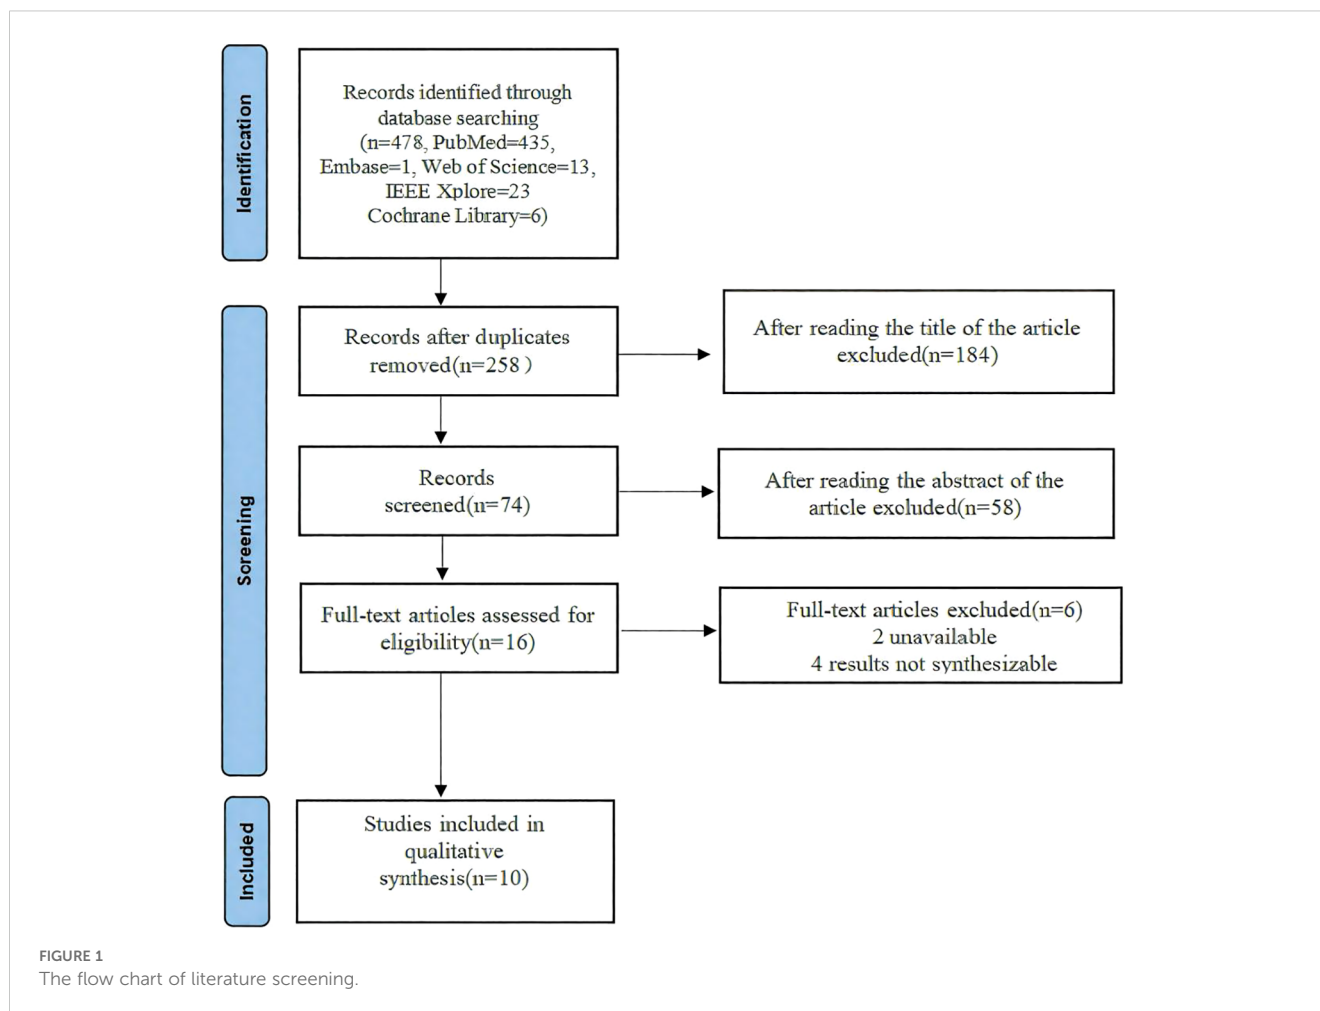 Identification
Records identified through
database searching
(n=478, PubMed=435,
Embase=1, Web of Science=13,
IEEE Xplore=23
Cochrane Library=6)
Screening
Records after duplicates
removed(n=258 )
After reading the title of the article
excluded(n=184)
Records
screened(n=74)
After reading the abstract of the
article excluded(n=58)
Full-text articles assessed for
eligibility(n=16)
Full-text articles excluded(n=6)
2 unavailable
4 results not synthesizable
Included
Studies included in
qualitative
synthesis(n=10)
FIGURE 1
The flow chart of literature screening.